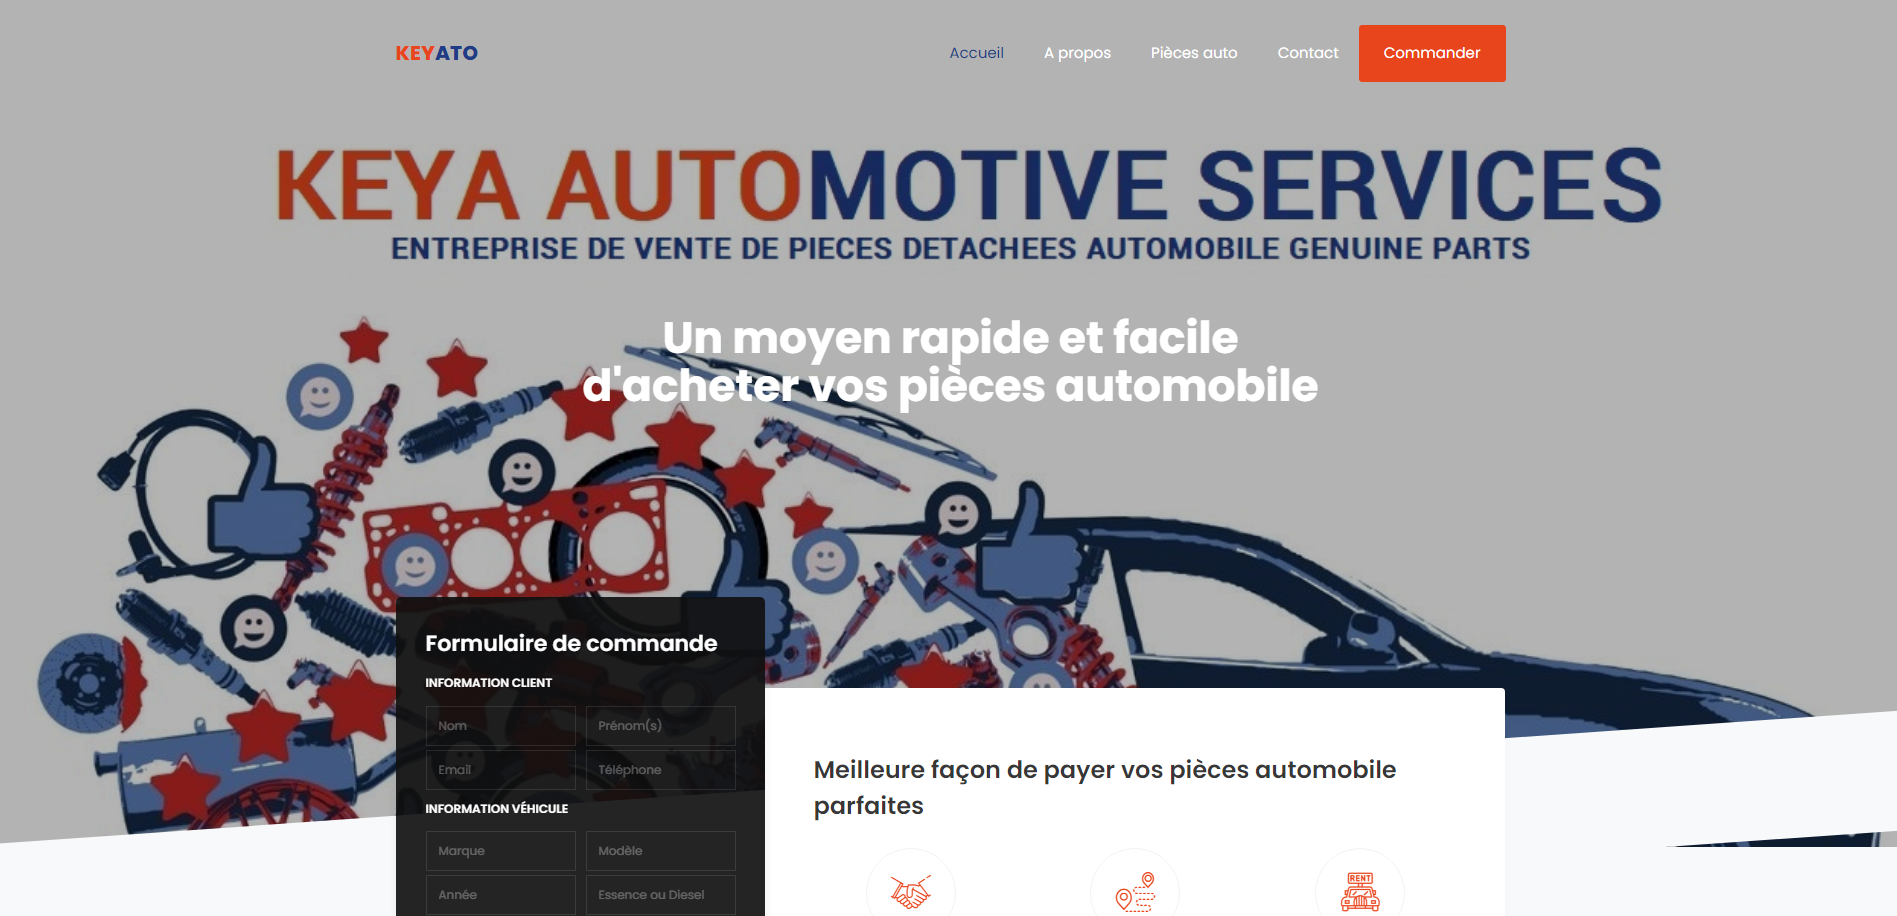 KEYATO
Accueil
A propos
Pièces auto
Contact
Commander
KEYA AUTOMOTIVE SERVICES
ENTREPRISE DE VENTE DE PIECES DETACHEES AUTOMOBILE GENUINE PARTS
Un moyen rapide et facile
d'acheter vos pièces automobile
Formulaire de commande
INFORMATION CLIENT
Nom
Prénom(s)
Email
Téléphone
INFORMATION VÉHICULE
Marque
Modèle
Année
Essence ou Diesel
Meilleure façon de payer vos pièces automobile
parfaites
RENT